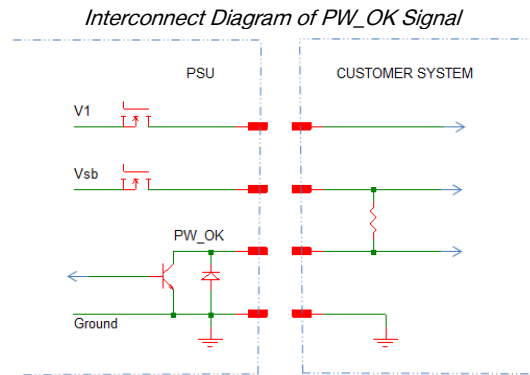 Interconnect Diagram of PW_OK Signal
PSU
CUSTOMER SYSTEM
V1
Vsb
PW_OK
Ground